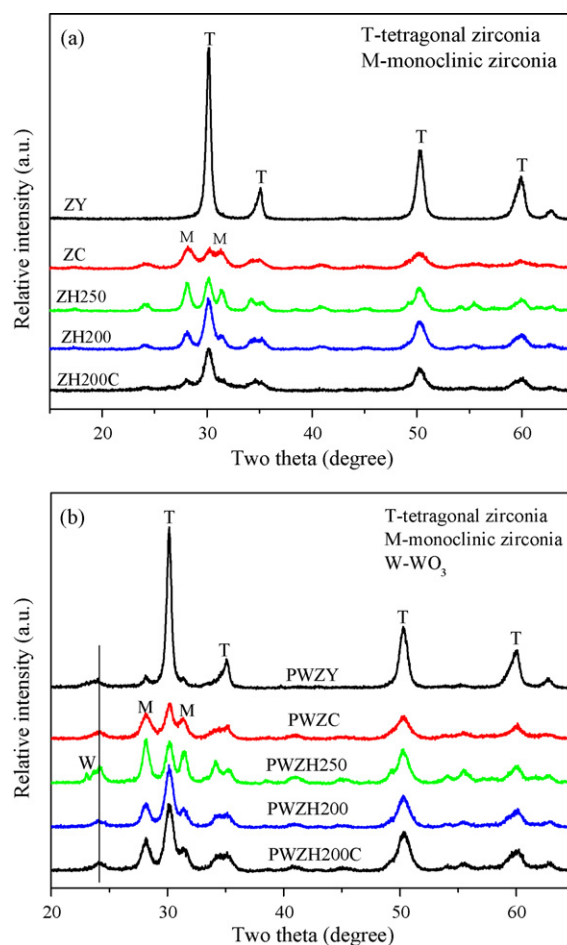 (a)
T
T-tetragonal zirconia
M-monoclinic zirconia
Relative intensity (a.u.)
T
T
T
ZY
M
M
ZC
ZH250
ZH200
ZH200C
20
30
40
50
60
Two theta (degree)
(b)
T
T-tetragonal zirconia
M-monoclinic zirconia
W-WO₃
Relative intensity (a.u.)
T
T
T
PWZY
M
M
PWZC
W
PWZH250
PWZH200
PWZH200C
20
30
40
50
60
Two theta (degree)